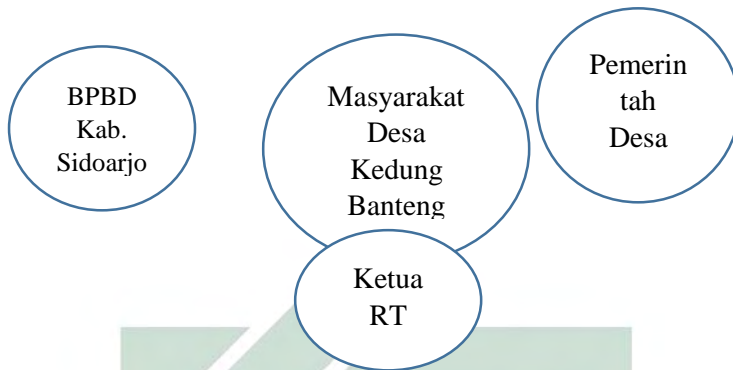 BPBD
Kab.
Sidoarjo
Masyarakat
Desa
Kedung
Banteng
Pemerin
tah
Desa
Ketua
RT